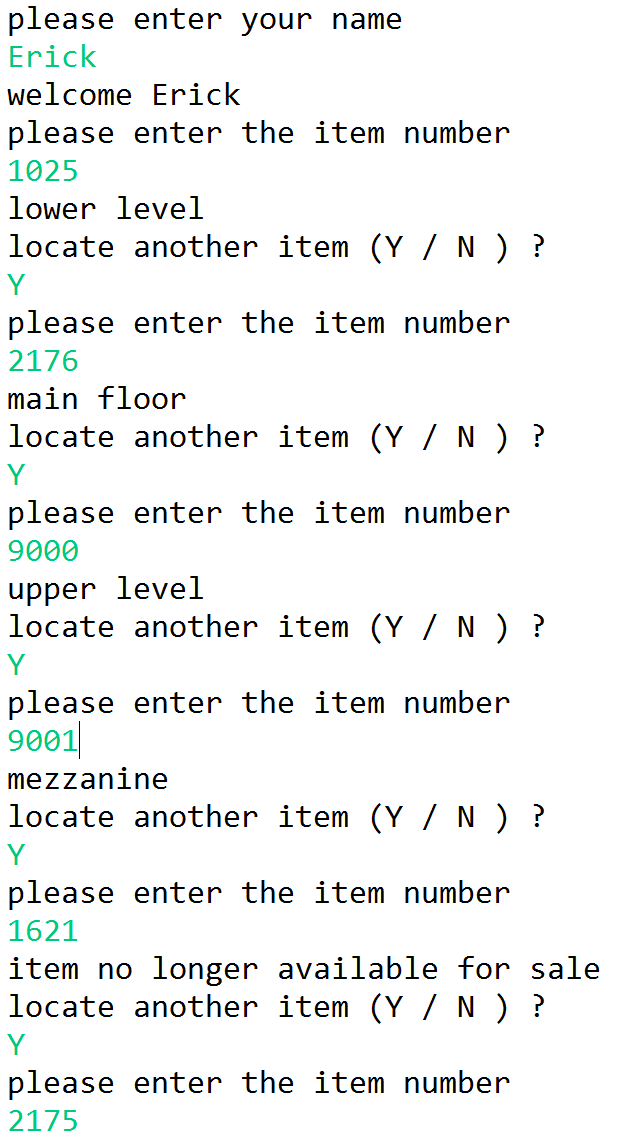 please enter your name
Erick
welcome Erick
please enter the item number
1025
lower level
locate another item (Y / N ) ?
Y
please enter the item number
2176
main floor
locate another item (Y / N ) ?
Y
please enter the item number
9000
upper level
locate another item (Y / N ) ?
Y
please enter the item number
9001
mezzanine
locate another item (Y / N ) ?
Y
please enter the item number
1621
item no longer available for sale
locate another item (Y / N ) ?
Y
please enter the item number
2175